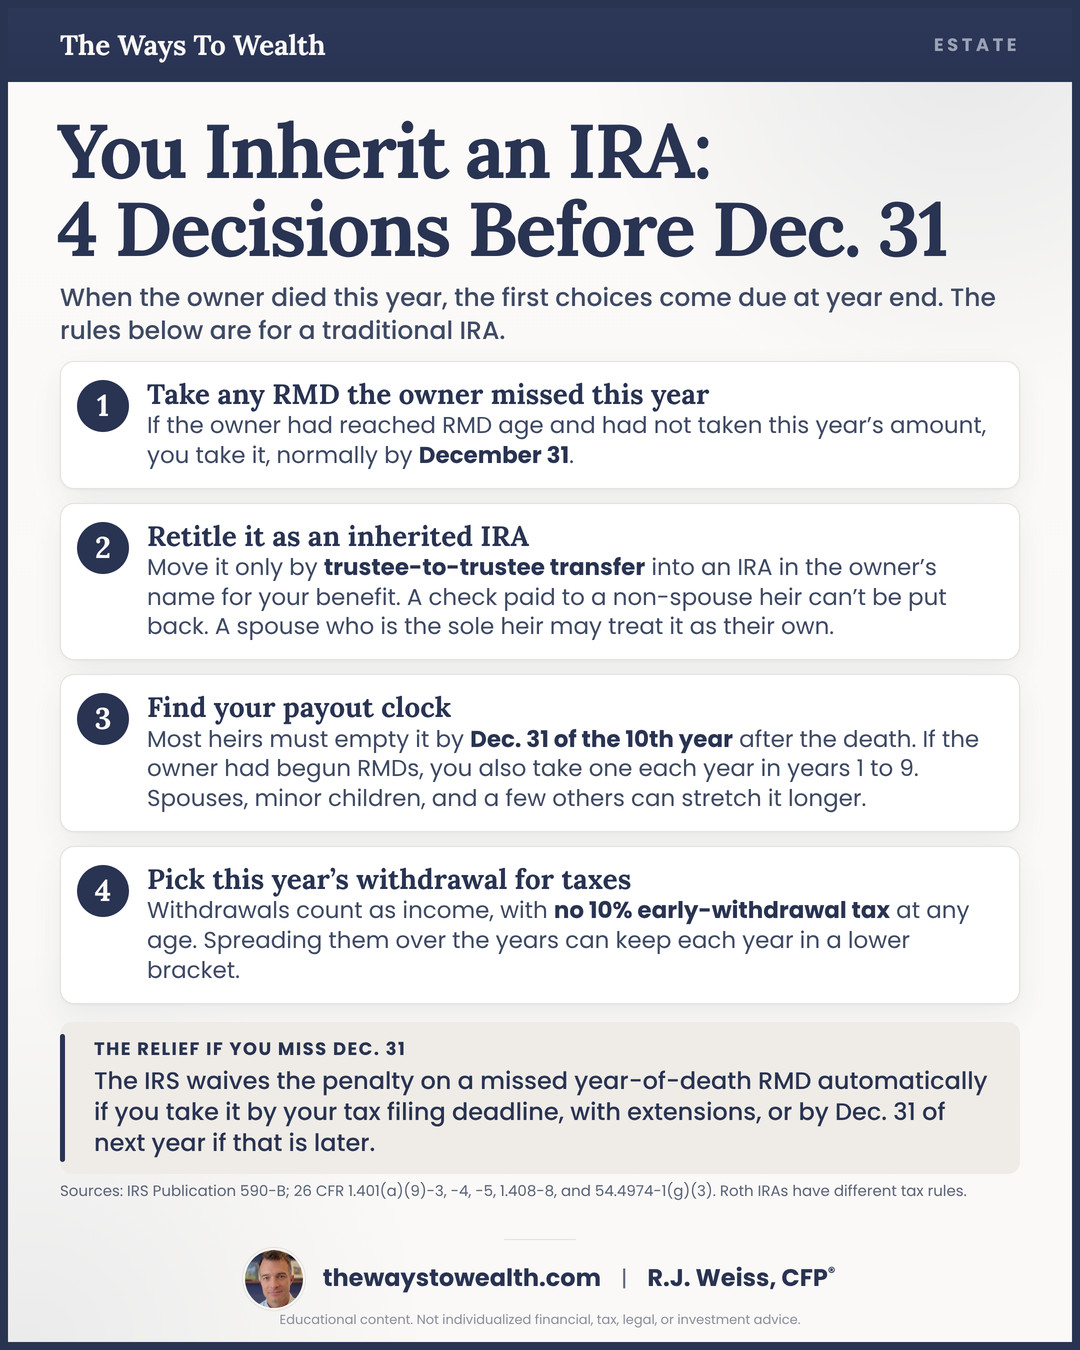 The Ways To Wealth
ESTATE
You Inherit an IRA:
4 Decisions Before Dec. 31
When the owner died this year, the first choices come due at year end. The
rules below are for a traditional IRA.
1
Take any RMD the owner missed this year
If the owner had reached RMD age and had not taken this year’s amount,
you take it, normally by December 31.
2
Retitle it as an inherited IRA
Move it only by trustee-to-trustee transfer into an IRA in the owner’s
name for your benefit. A check paid to a non-spouse heir can’t be put
back. A spouse who is the sole heir may treat it as their own.
3
Find your payout clock
Most heirs must empty it by Dec. 31 of the 10th year after the death. If the
owner had begun RMDs, you also take one each year in years 1 to 9.
Spouses, minor children, and a few others can stretch it longer.
4
Pick this year’s withdrawal for taxes
Withdrawals count as income, with no 10% early-withdrawal tax at any
age. Spreading them over the years can keep each year in a lower
bracket.
THE RELIEF IF YOU MISS DEC. 31
The IRS waives the penalty on a missed year-of-death RMD automatically
if you take it by your tax filing deadline, with extensions, or by Dec. 31 of
next year if that is later.
Sources: IRS Publication 590-B; 26 CFR 1.401(a)(9)-3, -4, -5, 1.408-8, and 54.4974-1(g)(3). Roth IRAs have different tax rules.
thewaystowealth.com | R.J. Weiss, CFP®
Educational content. Not individualized financial, tax, legal, or investment advice.